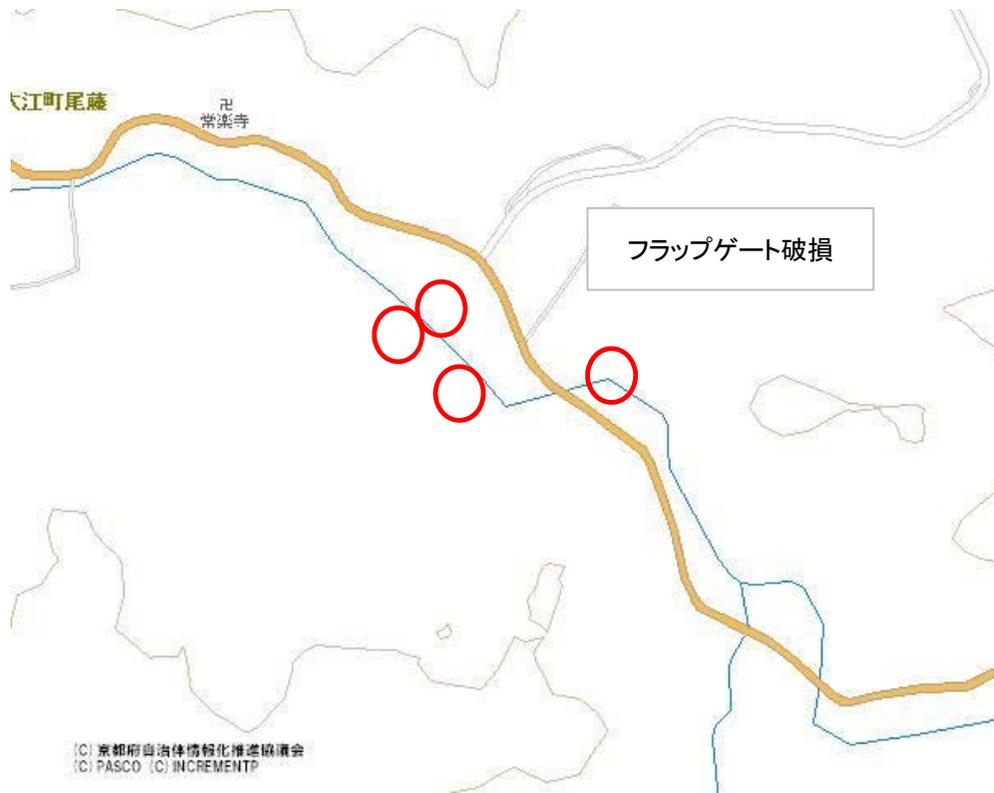 大江町尾藤
卍
常楽寺
フラップゲート破損
(C) 京都府自治体情報化推進協議会
(C) PASCO (C) INCREMENTP